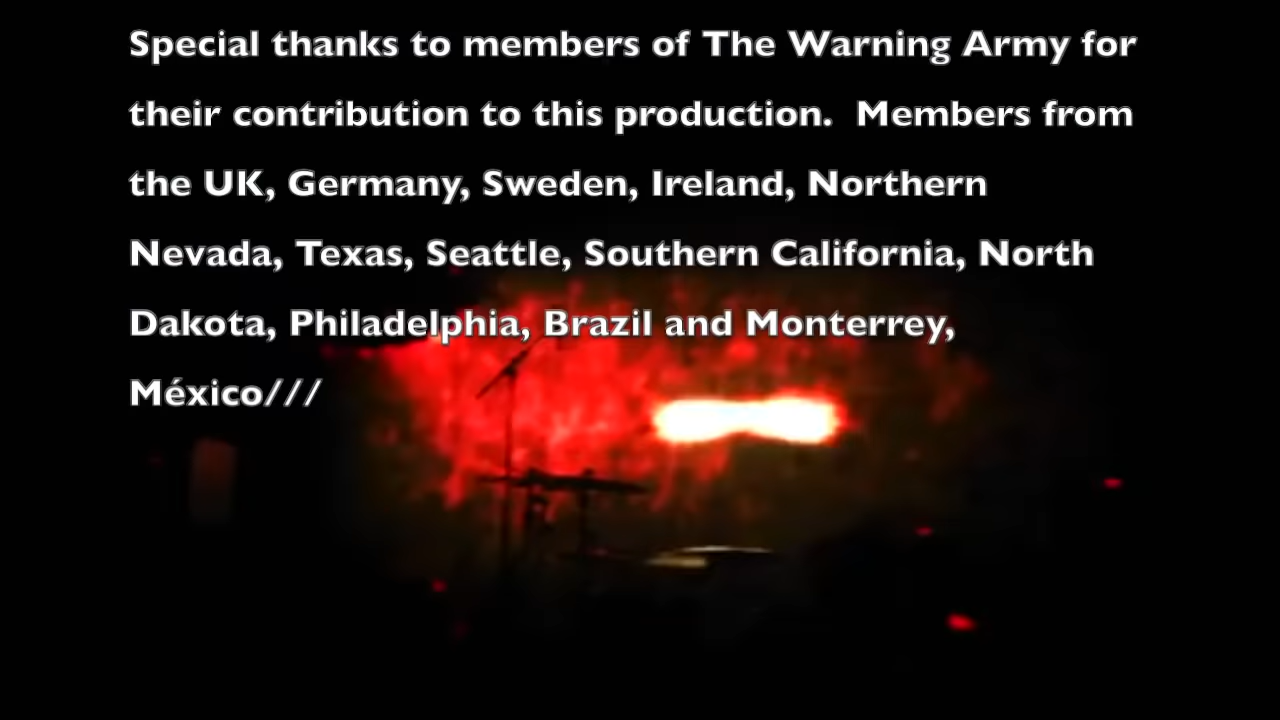 Special thanks to members of The Warning Army for
their contribution to this production.  Members from
the UK, Germany, Sweden, Ireland, Northern
Nevada, Texas, Seattle, Southern California, North
Dakota, Philadelphia, Brazil and Monterrey,
México///